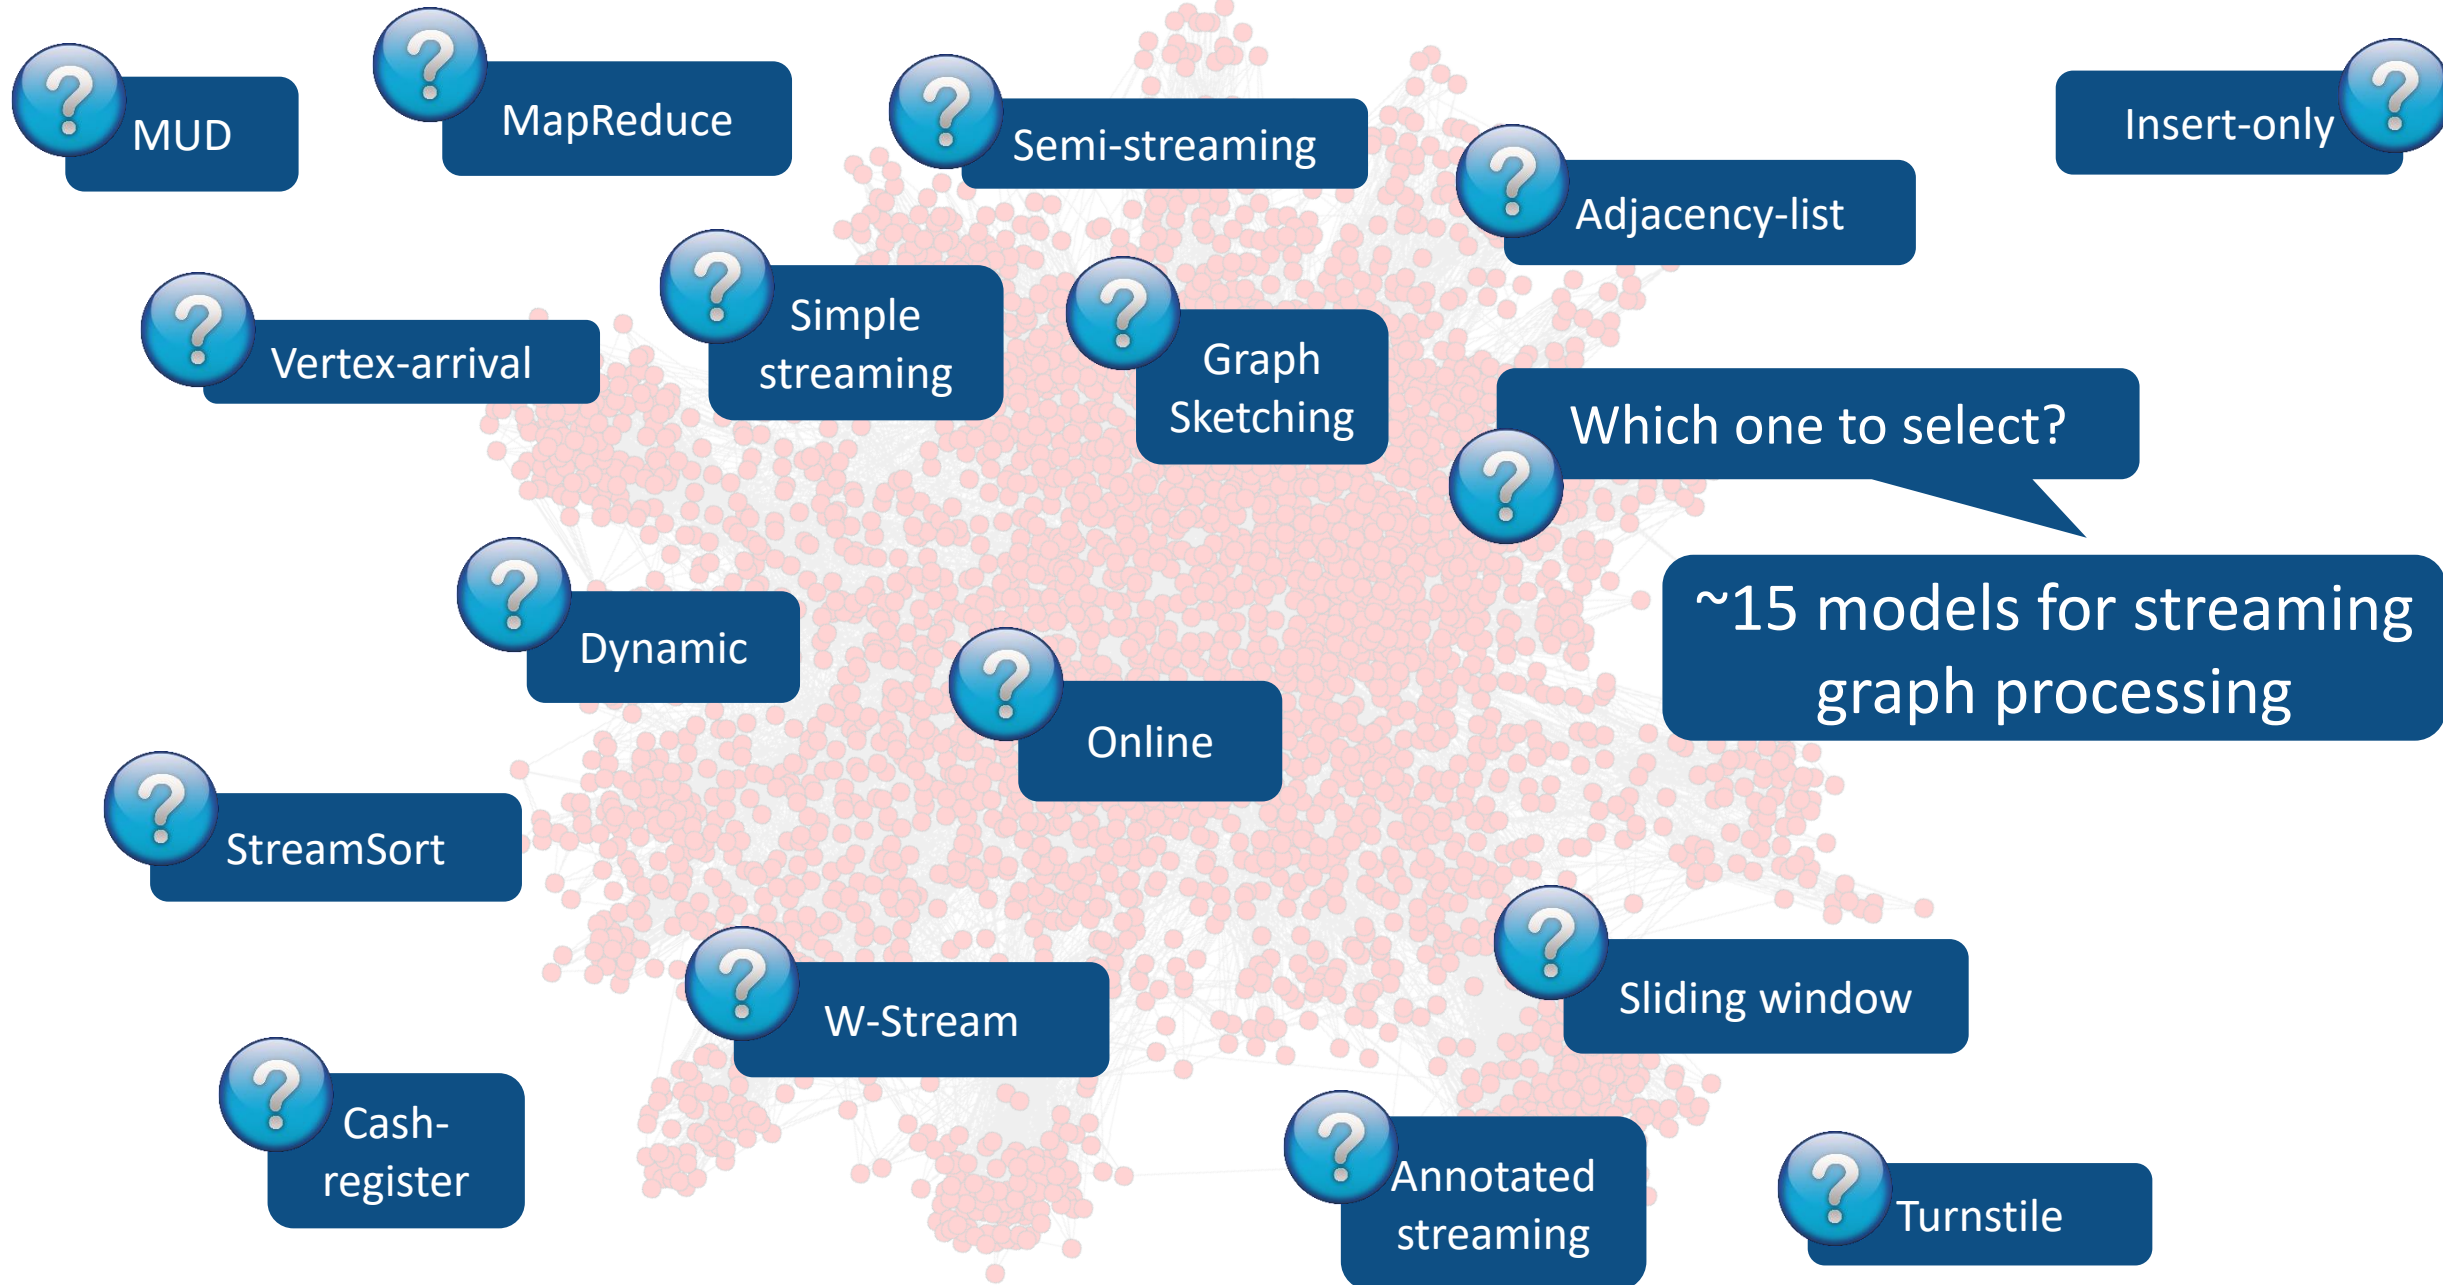 MUD
MapReduce
Semi-streaming
Insert-only
Adjacency-list
Vertex-arrival
Simple
streaming
Graph
Sketching
Which one to select?
~15 models for streaming
graph processing
Dynamic
Online
StreamSort
W-Stream
Sliding window
Cash-
register
Annotated
streaming
Turnstile